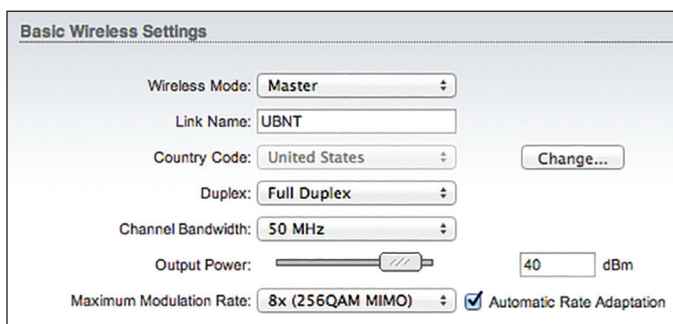 Basic Wireless Settings
Wireless Mode: Master
Link Name: UBNT
Country Code: United States Change...
Duplex: Full Duplex
Channel Bandwidth: 50 MHz
Output Power: 40 dBm
Maximum Modulation Rate: 8x (256QAM MIMO) Automatic Rate Adaptation